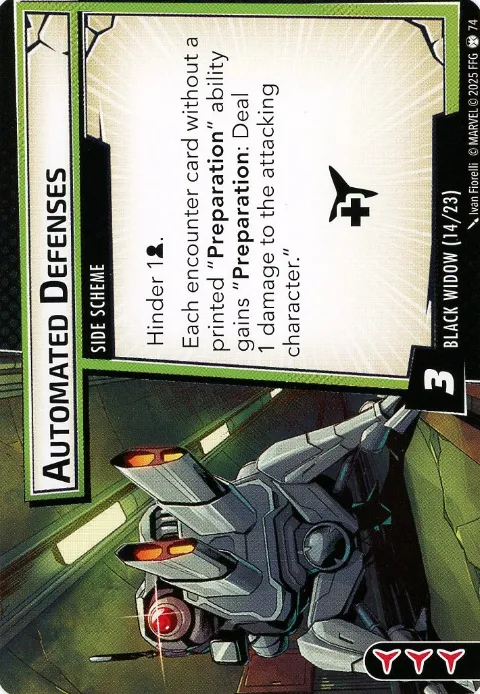 AUTOMATED DEFENSES
SIDE SCHEME
Hinder 1.
Each encounter card without a
printed "Preparation" ability
gains "Preparation: Deal
1 damage to the attacking
character."
3
BLACK WIDOW (14/23)
Ivan Fiorelli © MARVEL © 2025 FFG 74